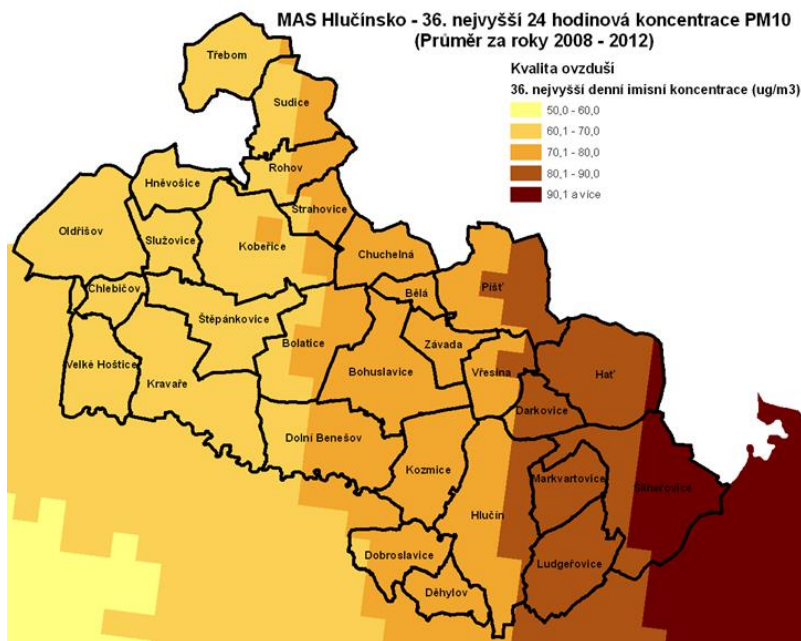 MAS Hlučínsko - 36. nejvyšší 24 hodinová koncentrace PM10
(Průměr za roky 2008 - 2012)
Kvalita ovzduší
36. nejvyšší denní imisní koncentrace (ug/m3)
50,0 - 60,0
60,1 - 70,0
70,1 - 80,0
80,1 - 90,0
90,1 a více
Třebom
Sudice
Rohov
Hněvošice
Strahovice
Oldřišov
Služovice
Kobeřice
Chuchelná
Chlebičov
Bělá
Píšť
Štěpánkovice
Bolatice
Závada
Velké Hoštice
Kravaře
Bohuslavice
Vřesina
Hať
Darkovice
Dolní Benešov
Kozmice
Markvartovice
Šilheřovice
Hlučín
Dobroslavice
Ludgeřovice
Děhylov